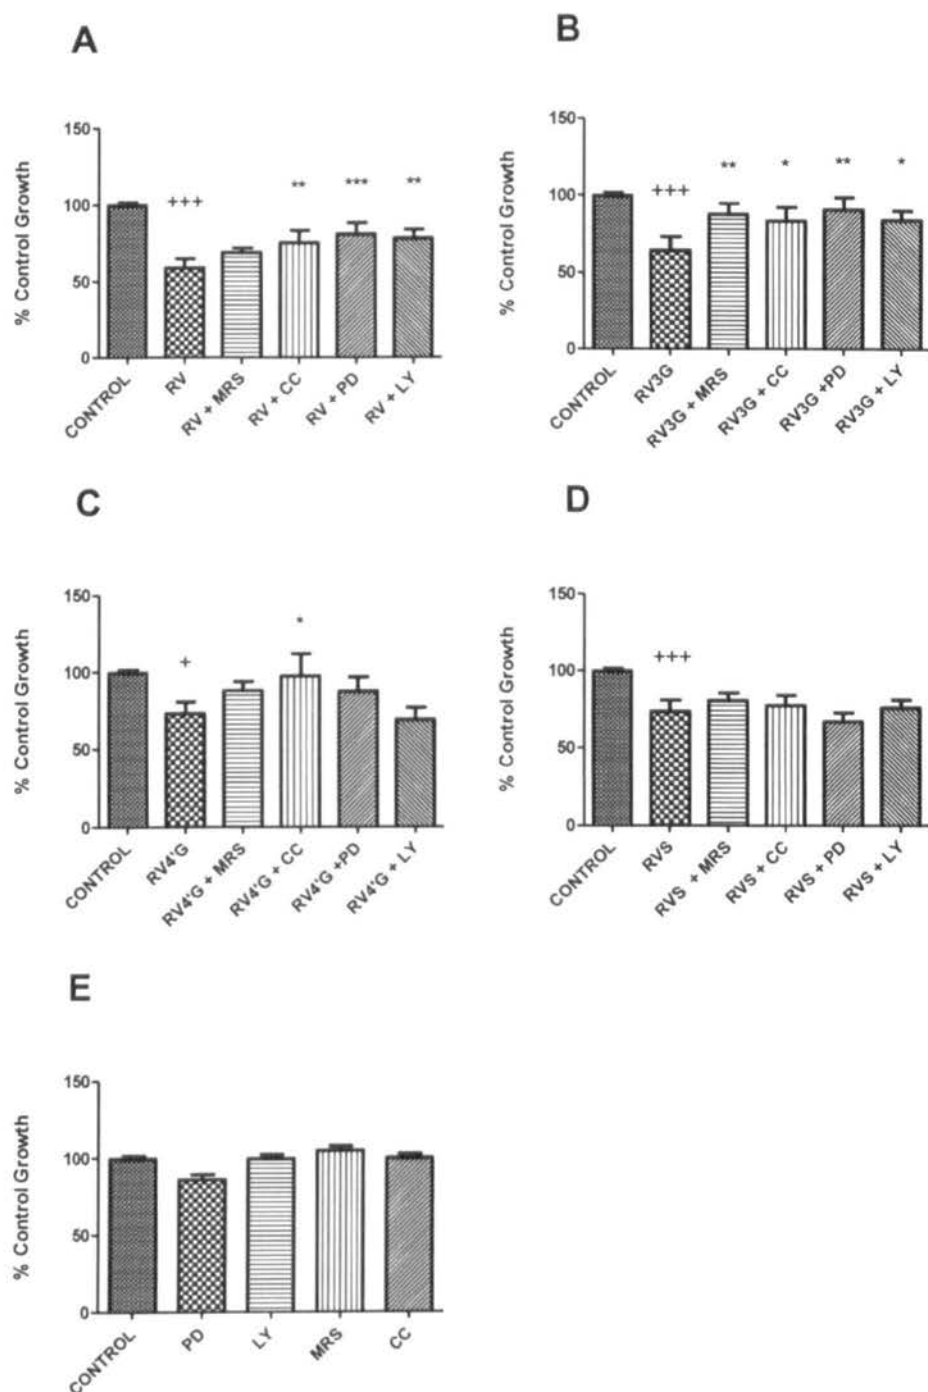 A
% Control Growth
150
100
50
0
+++
**
***
**
CONTROL
RV
RV + MRS
RV + CC
RV + PD
RV + LY
B
% Control Growth
150
100
50
0
+++
**
*
**
*
CONTROL
RV3G
RV3G + MRS
RV3G + CC
RV3G +PD
RV3G + LY
C
% Control Growth
150
100
50
0
+
*
CONTROL
RV4'G
RV4'G + MRS
RV4'G + CC
RV4'G +PD
RV4'G + LY
D
% Control Growth
150
100
50
0
+++
CONTROL
RVS
RVS + MRS
RVS + CC
RVS + PD
RVS + LY
E
% Control Growth
150
100
50
0
CONTROL
PD
LY
MRS
CC